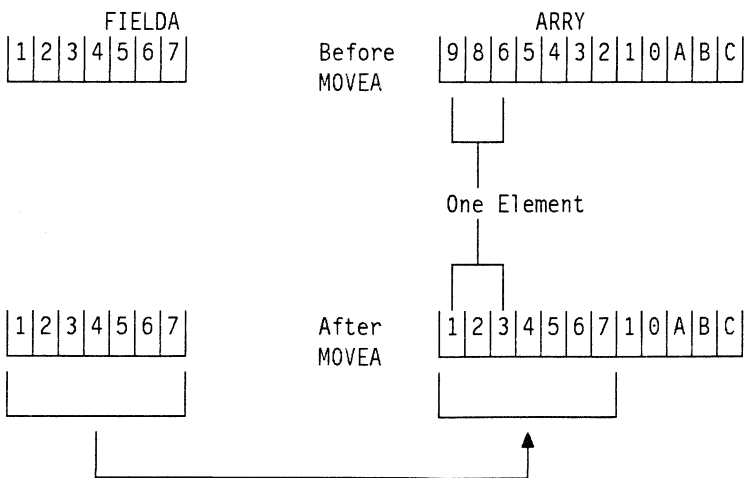 FIELDA ARRY
1 2 3 4 5 6 7 Before 9 8 6 5 4 3 2 1 0 A B C
MOVEA
One Element
1 2 3 4 5 6 7 After 1 2 3 4 5 6 7 1 0 A B C
MOVEA